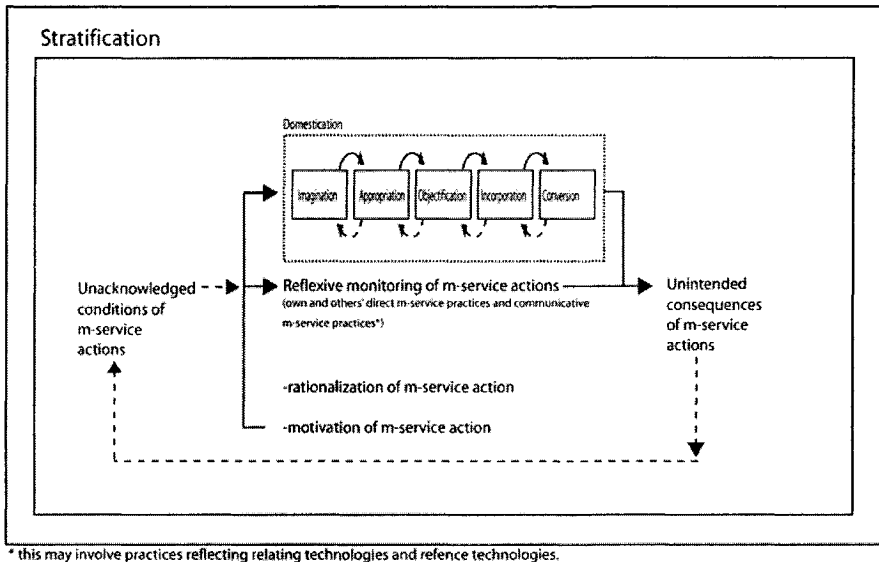 Stratification
Domestication
Imagination
Appropriation
Objectification
Incorporation
Conversion
Unacknowledged
conditions of
m-service
actions
Reflexive monitoring of m-service actions
(own and others' direct m-service practices and communicative
m-service practices*)
-rationalization of m-service action
-motivation of m-service action
Unintended
consequences
of m-service
actions
* this may involve practices reflecting relating technologies and refence technologies.